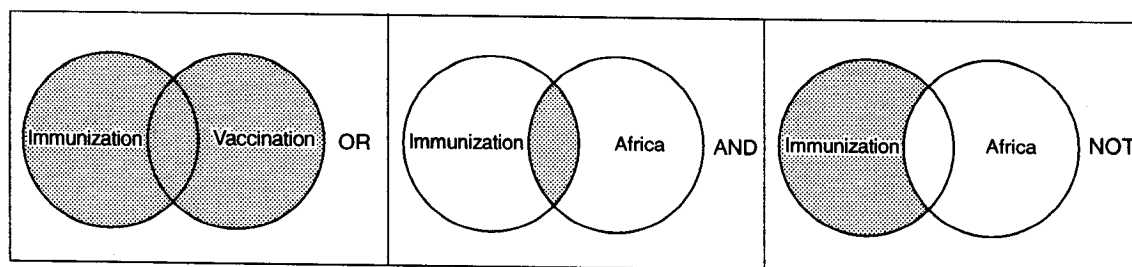 Immunization Vaccination OR
Immunization Africa AND
Immunization Africa NOT